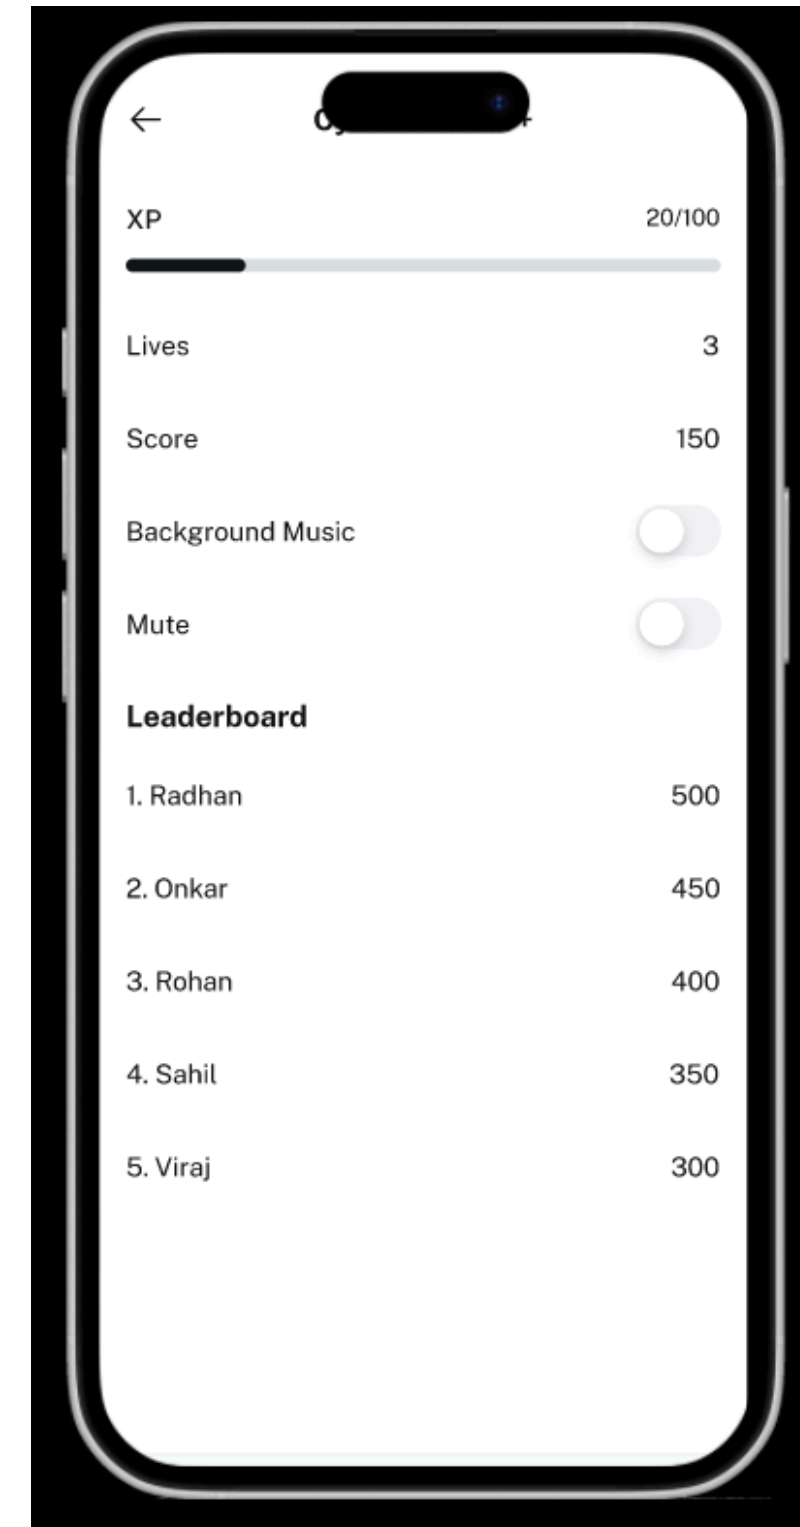 XP 20/100
Lives 3
Score 150
Background Music
Mute
Leaderboard
1. Radhan 500
2. Onkar 450
3. Rohan 400
4. Sahil 350
5. Viraj 300